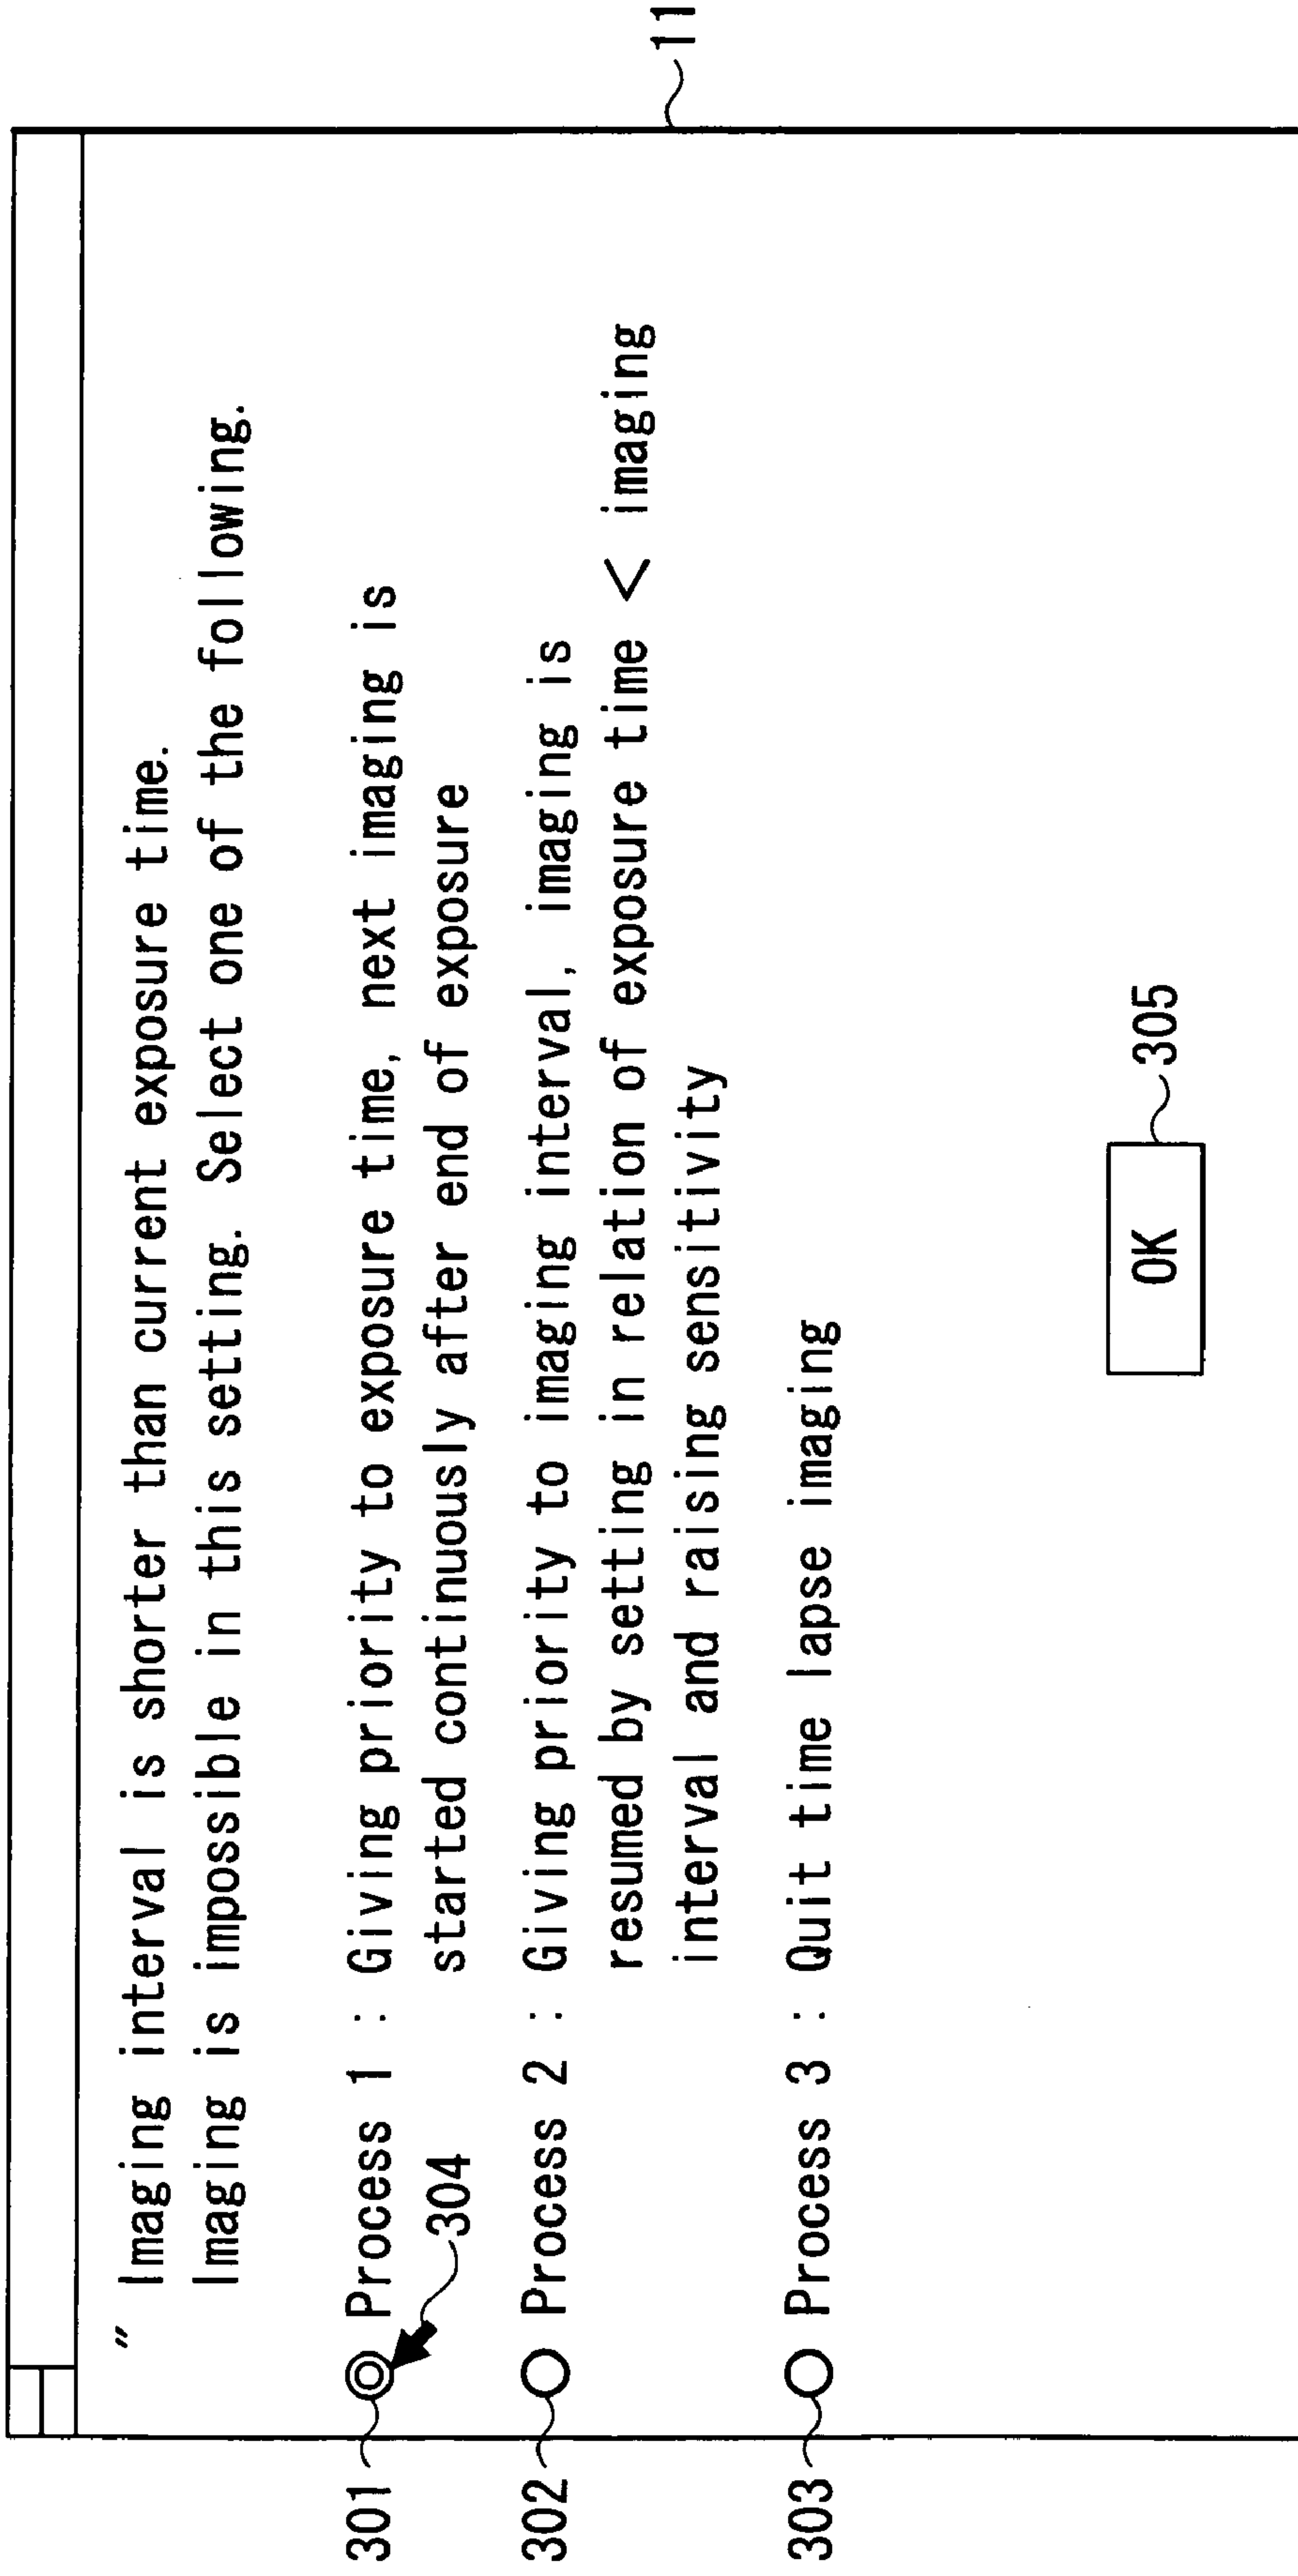 11
" Imaging interval is shorter than current exposure time.
Imaging is impossible in this setting. Select one of the following.
301
Process 1 : Giving priority to exposure time, next imaging is
started continuously after end of exposure
304
302
Process 2 : Giving priority to imaging interval, imaging is
resumed by setting in relation of exposure time < imaging
interval and raising sensitivity
303
Process 3 : Quit time lapse imaging
OK
305